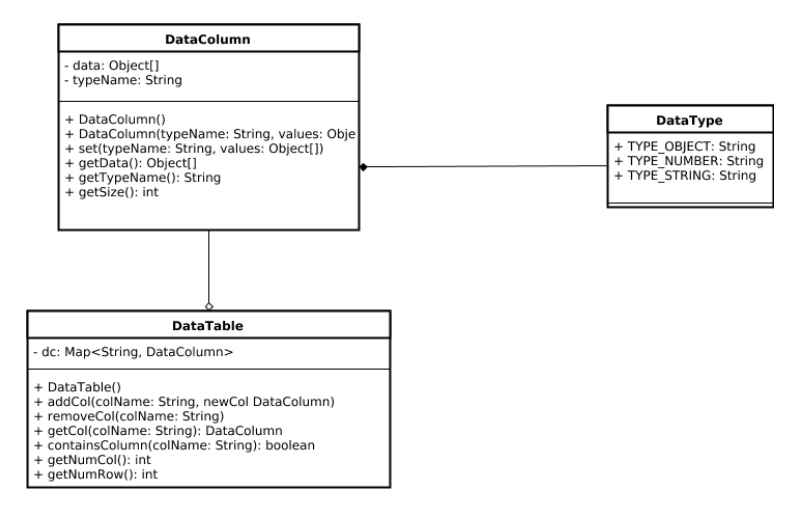 DataColumn
- data: Object[]
- typeName: String
+ DataColumn()
+ DataColumn(typeName: String, values: Obje
+ set(typeName: String, values: Object[])
+ getData(): Object[]
+ getTypeName(): String
+ getSize(): int
DataType
+ TYPE_OBJECT: String
+ TYPE_NUMBER: String
+ TYPE_STRING: String
DataTable
- dc: Map<String, DataColumn>
+ DataTable()
+ addCol(colName: String, newCol DataColumn)
+ removeCol(colName: String)
+ getCol(colName: String): DataColumn
+ containsColumn(colName: String): boolean
+ getNumCol(): int
+ getNumRow(): int